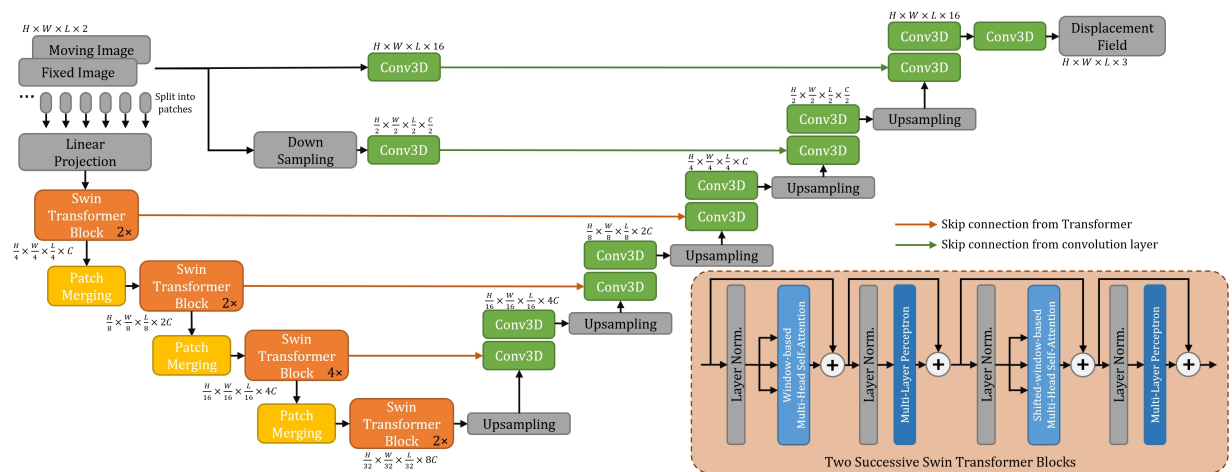 H × W × L × 2
Moving Image
Fixed Image
...
Split into
patches
Linear
Projection
Swin
Transformer
Block 2×
H/4 × W/4 × L/4 × C
Patch
Merging
Swin
Transformer
Block 2×
H/8 × W/8 × L/8 × 2C
Patch
Merging
Swin
Transformer
Block 4×
H/16 × W/16 × L/16 × 4C
Patch
Merging
Swin
Transformer
Block 2×
H/32 × W/32 × L/32 × 8C
Upsampling
H × W × L × 16
Conv3D
Down
Sampling
H/2 × W/2 × L/2 × C/2
Conv3D
H/16 × W/16 × L/16 × 4C
Conv3D
Conv3D
Upsampling
H/8 × W/8 × L/8 × 2C
Conv3D
Conv3D
Upsampling
H/4 × W/4 × L/4 × C
Conv3D
Conv3D
Upsampling
H/2 × W/2 × L/2 × C/2
Conv3D
Conv3D
Upsampling
H × W × L × 16
Conv3D
Conv3D
Conv3D
Displacement
Field
H × W × L × 3
Skip connection from Transformer
Skip connection from convolution layer
Layer Norm.
Window-based
Multi-Head Self-Attention
+
Layer Norm.
Multi-Layer Perceptron
+
Layer Norm.
Shifted-window-based
Multi-Head Self-Attention
+
Layer Norm.
Multi-Layer Perceptron
+
Two Successive Swin Transformer Blocks